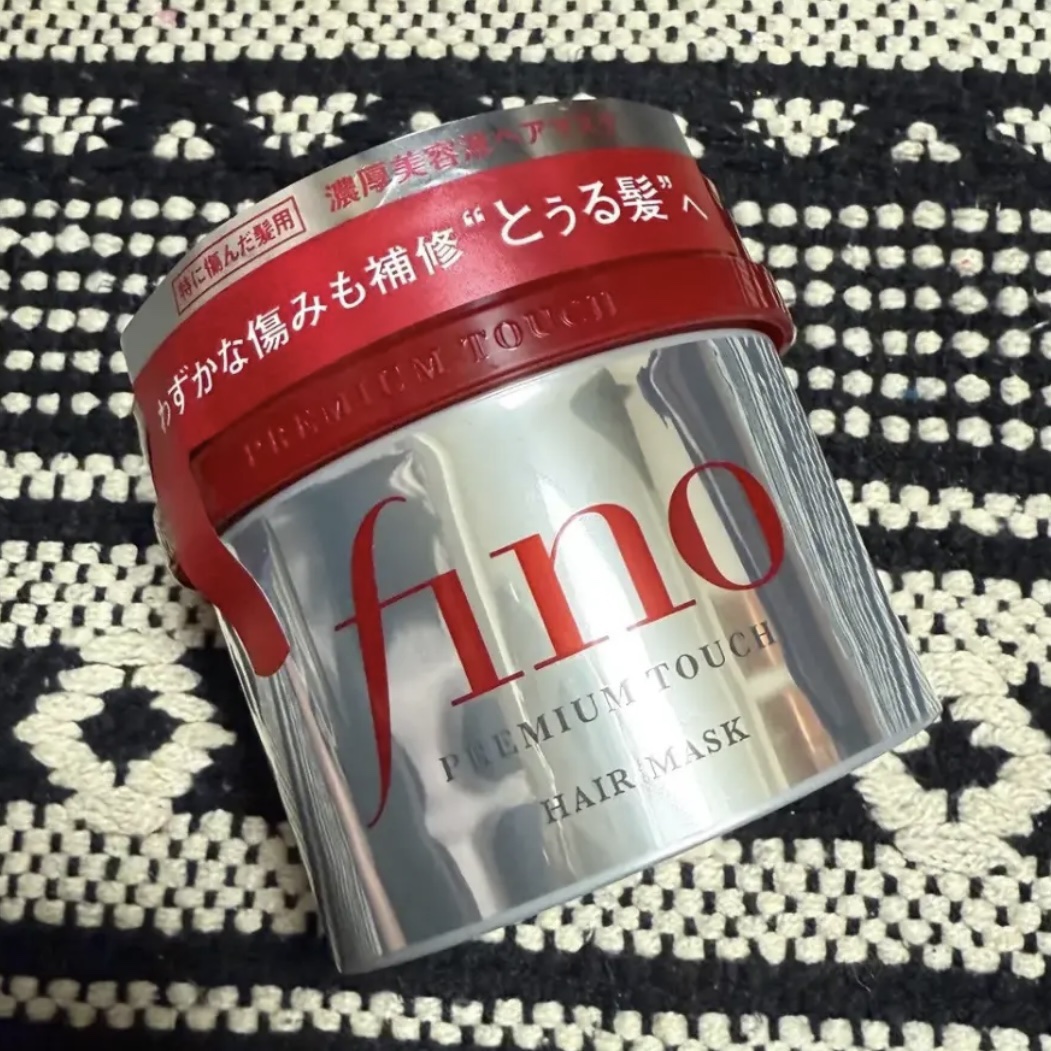 濃厚美容液ヘアマスク
特に傷んだ髪用
わずかな傷みも補修“とぅる髪”へ
PREMIUM TOUCH
fino
PREMIUM TOUCH
HAIR MASK